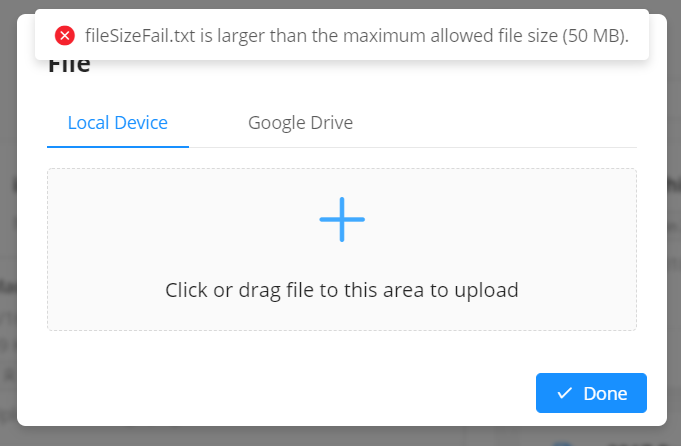 fileSizeFail.txt is larger than the maximum allowed file size (50 MB).
File
Local Device
Google Drive
Click or drag file to this area to upload
Done